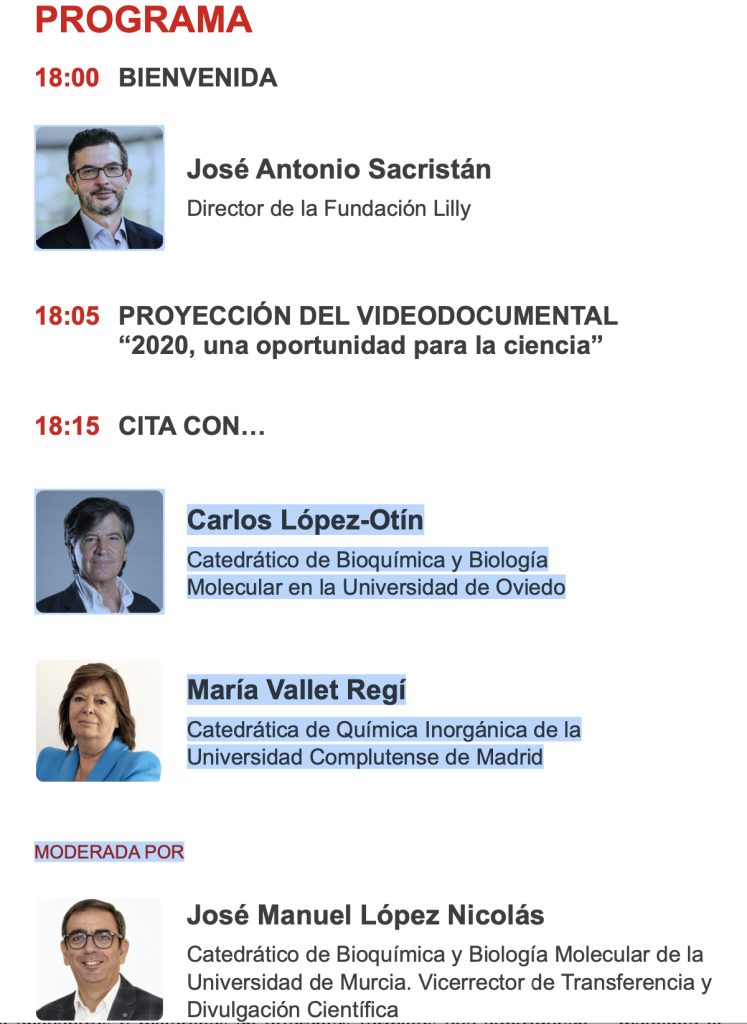 PROGRAMA
18:00 BIENVENIDA
José Antonio Sacristán
Director de la Fundación Lilly
18:05 PROYECCIÓN DEL VIDEODOCUMENTAL
“2020, una oportunidad para la ciencia”
18:15 CITA CON…
Carlos López-Otín
Catedrático de Bioquímica y Biología
Molecular en la Universidad de Oviedo
María Vallet Regí
Catedrática de Química Inorgánica de la
Universidad Complutense de Madrid
MODERADA POR
José Manuel López Nicolás
Catedrático de Bioquímica y Biología Molecular de la
Universidad de Murcia. Vicerrector de Transferencia y
Divulgación Científica